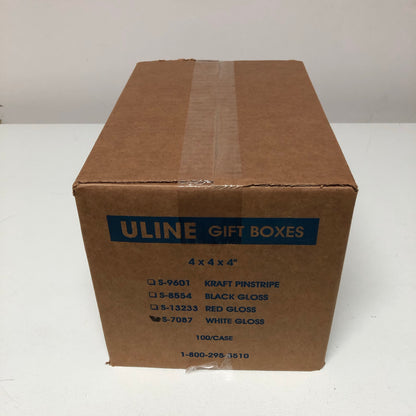 ULINE GIFT BOXES
4 x 4 x 4"
S-9601 KRAFT PINSTRIPE
S-8554 BLACK GLOSS
S-13233 RED GLOSS
S-7087 WHITE GLOSS
100/CASE
1-800-295-5510